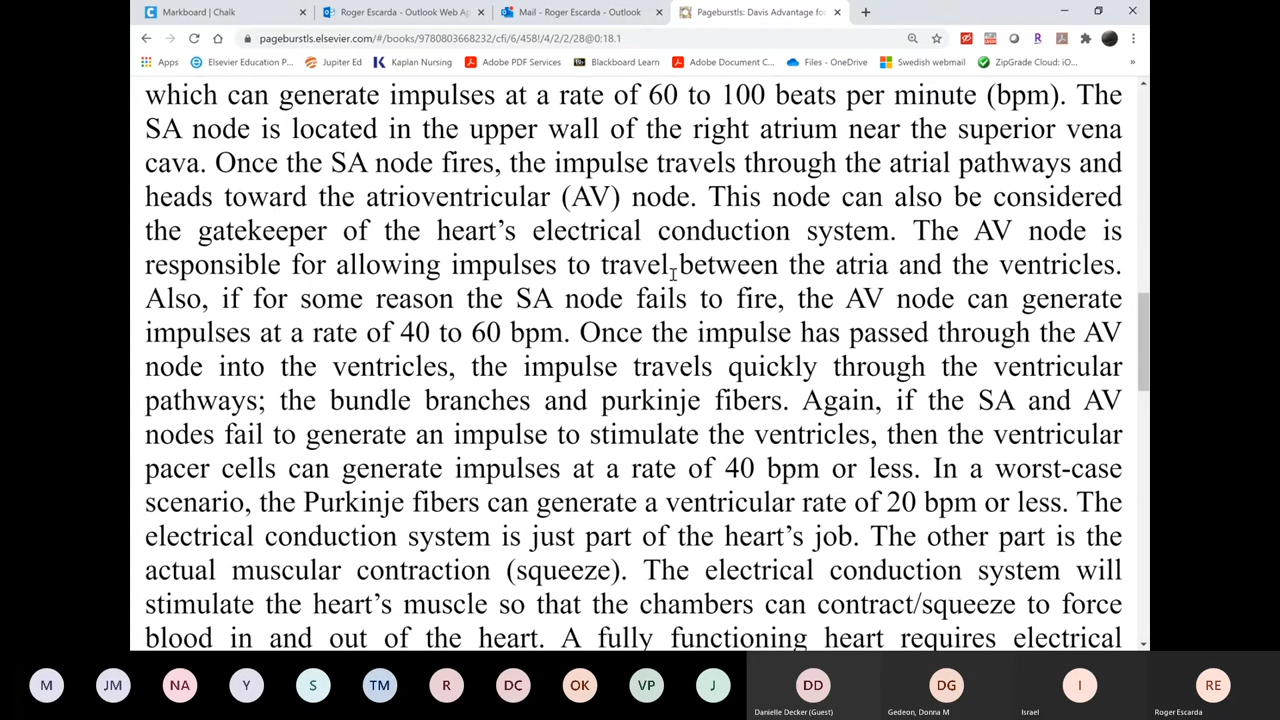 Markboard | Chalk
Roger Escarda - Outlook Web Ap
Mail - Roger Escarda - Outlook
Pageburstls: Davis Advantage fo
pageburstls.elsevier.com/#/books/9780803668232/cfi/6/458!/4/2/2/28@0:18.1
Apps
Elsevier Education P...
Jupiter Ed
Kaplan Nursing
Adobe PDF Services
Blackboard Learn
Adobe Document C...
Files - OneDrive
Swedish webmail
ZipGrade Cloud: iO...
which can generate impulses at a rate of 60 to 100 beats per minute (bpm). The
SA node is located in the upper wall of the right atrium near the superior vena
cava. Once the SA node fires, the impulse travels through the atrial pathways and
heads toward the atrioventricular (AV) node. This node can also be considered
the gatekeeper of the heart’s electrical conduction system. The AV node is
responsible for allowing impulses to travel between the atria and the ventricles.
Also, if for some reason the SA node fails to fire, the AV node can generate
impulses at a rate of 40 to 60 bpm. Once the impulse has passed through the AV
node into the ventricles, the impulse travels quickly through the ventricular
pathways; the bundle branches and purkinje fibers. Again, if the SA and AV
nodes fail to generate an impulse to stimulate the ventricles, then the ventricular
pacer cells can generate impulses at a rate of 40 bpm or less. In a worst-case
scenario, the Purkinje fibers can generate a ventricular rate of 20 bpm or less. The
electrical conduction system is just part of the heart’s job. The other part is the
actual muscular contraction (squeeze). The electrical conduction system will
stimulate the heart’s muscle so that the chambers can contract/squeeze to force
blood in and out of the heart. A fully functioning heart requires electrical
M
JM
NA
Y
S
TM
R
DC
OK
VP
J
DD
DG
I
RE
Danielle Decker (Guest)
Gedeon, Donna M
Israel
Roger Escarda